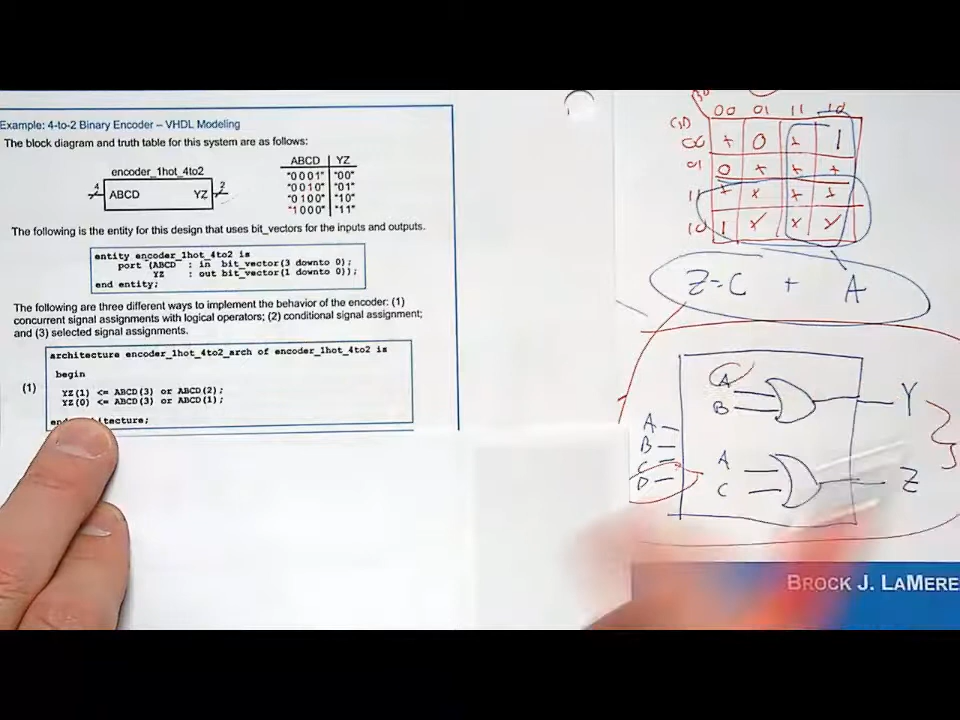 Example: 4-to-2 Binary Encoder – VHDL Modeling
The block diagram and truth table for this system are as follows:
encoder_1hot_4to2
4
ABCD YZ
2
ABCD YZ
"0001" "00"
"0010" "01"
"0100" "10"
"1000" "11"
The following is the entity for this design that uses bit_vectors for the inputs and outputs.
entity encoder_1hot_4to2 is
port (ABCD : in bit_vector(3 downto 0);
YZ : out bit_vector(1 downto 0));
end entity;
The following are three different ways to implement the behavior of the encoder: (1)
concurrent signal assignments with logical operators; (2) conditional signal assignment;
and (3) selected signal assignments.
architecture encoder_1hot_4to2_arch of encoder_1hot_4to2 is
begin
(1)
YZ(1) <= ABCD(3) or ABCD(2);
YZ(0) <= ABCD(3) or ABCD(1);
00 01 11 10
CD
00 x 0 x 1
01 0 x x x
11 x x x x
10 1 x x x
Z=C + A
A
B
Y
A
B
C
D
A
C
Z
BROCK J. LAMERE